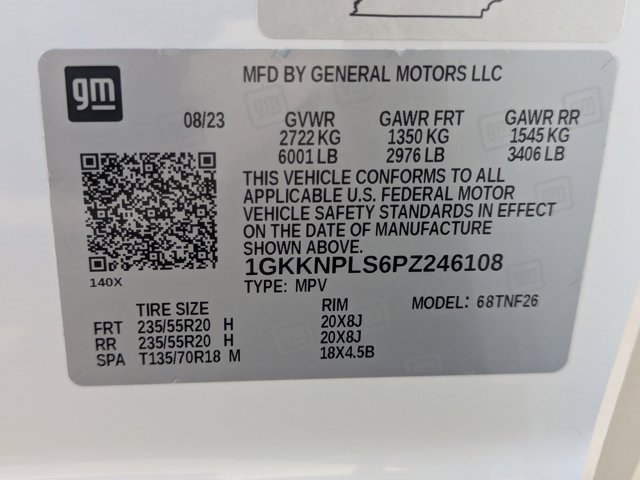 gm
MFD BY GENERAL MOTORS LLC
08/23 GVWR GAWR FRT GAWR RR
2722 KG 1350 KG 1545 KG
6001 LB 2976 LB 3406 LB
THIS VEHICLE CONFORMS TO ALL
APPLICABLE U.S. FEDERAL MOTOR
VEHICLE SAFETY STANDARDS IN EFFECT
ON THE DATE OF MANUFACTURE
SHOWN ABOVE.
1GKKNPLS6PZ246108
140X
TYPE: MPV
MODEL: 68TNF26
TIRE SIZE RIM
FRT 235/55R20 H 20X8J
RR 235/55R20 H 20X8J
SPA T135/70R18 M 18X4.5B